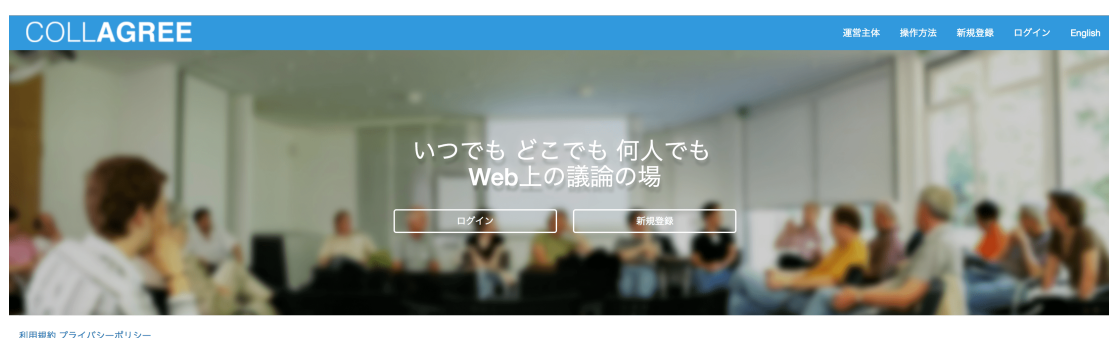 COLLAGREE
運営主体 操作方法 新規登録 ログイン English
いつでも どこでも 何人でも
Web上の議論の場
ログイン 新規登録
利用規約 プライバシーポリシー